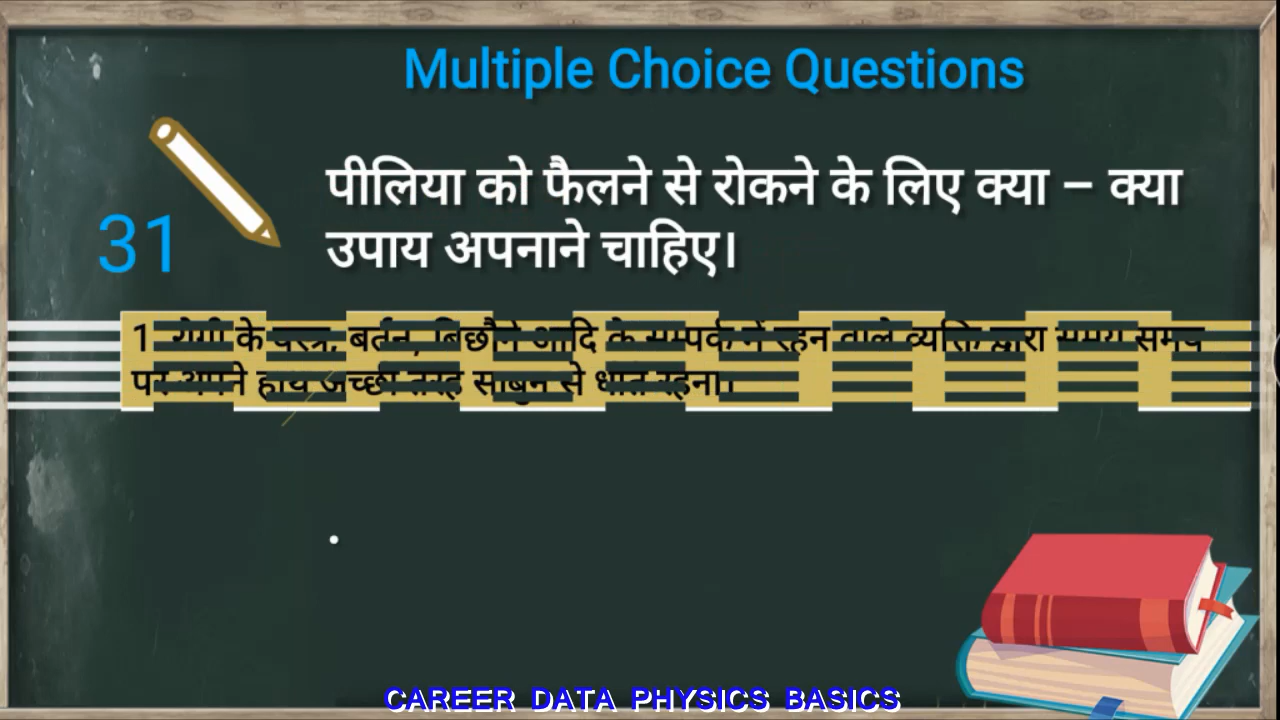 Multiple Choice Questions
31
पीलिया को फैलने से रोकने के लिए क्या – क्या
उपाय अपनाने चाहिए।
1 रोगी के वस्त्र, बर्तन, बिछौने आदि के सम्पर्क में रहने वाले व्यक्ति द्वारा समय समय
पर अपने हाथ अच्छी तरह साबुन से धोते रहना।
CAREER DATA PHYSICS BASICS